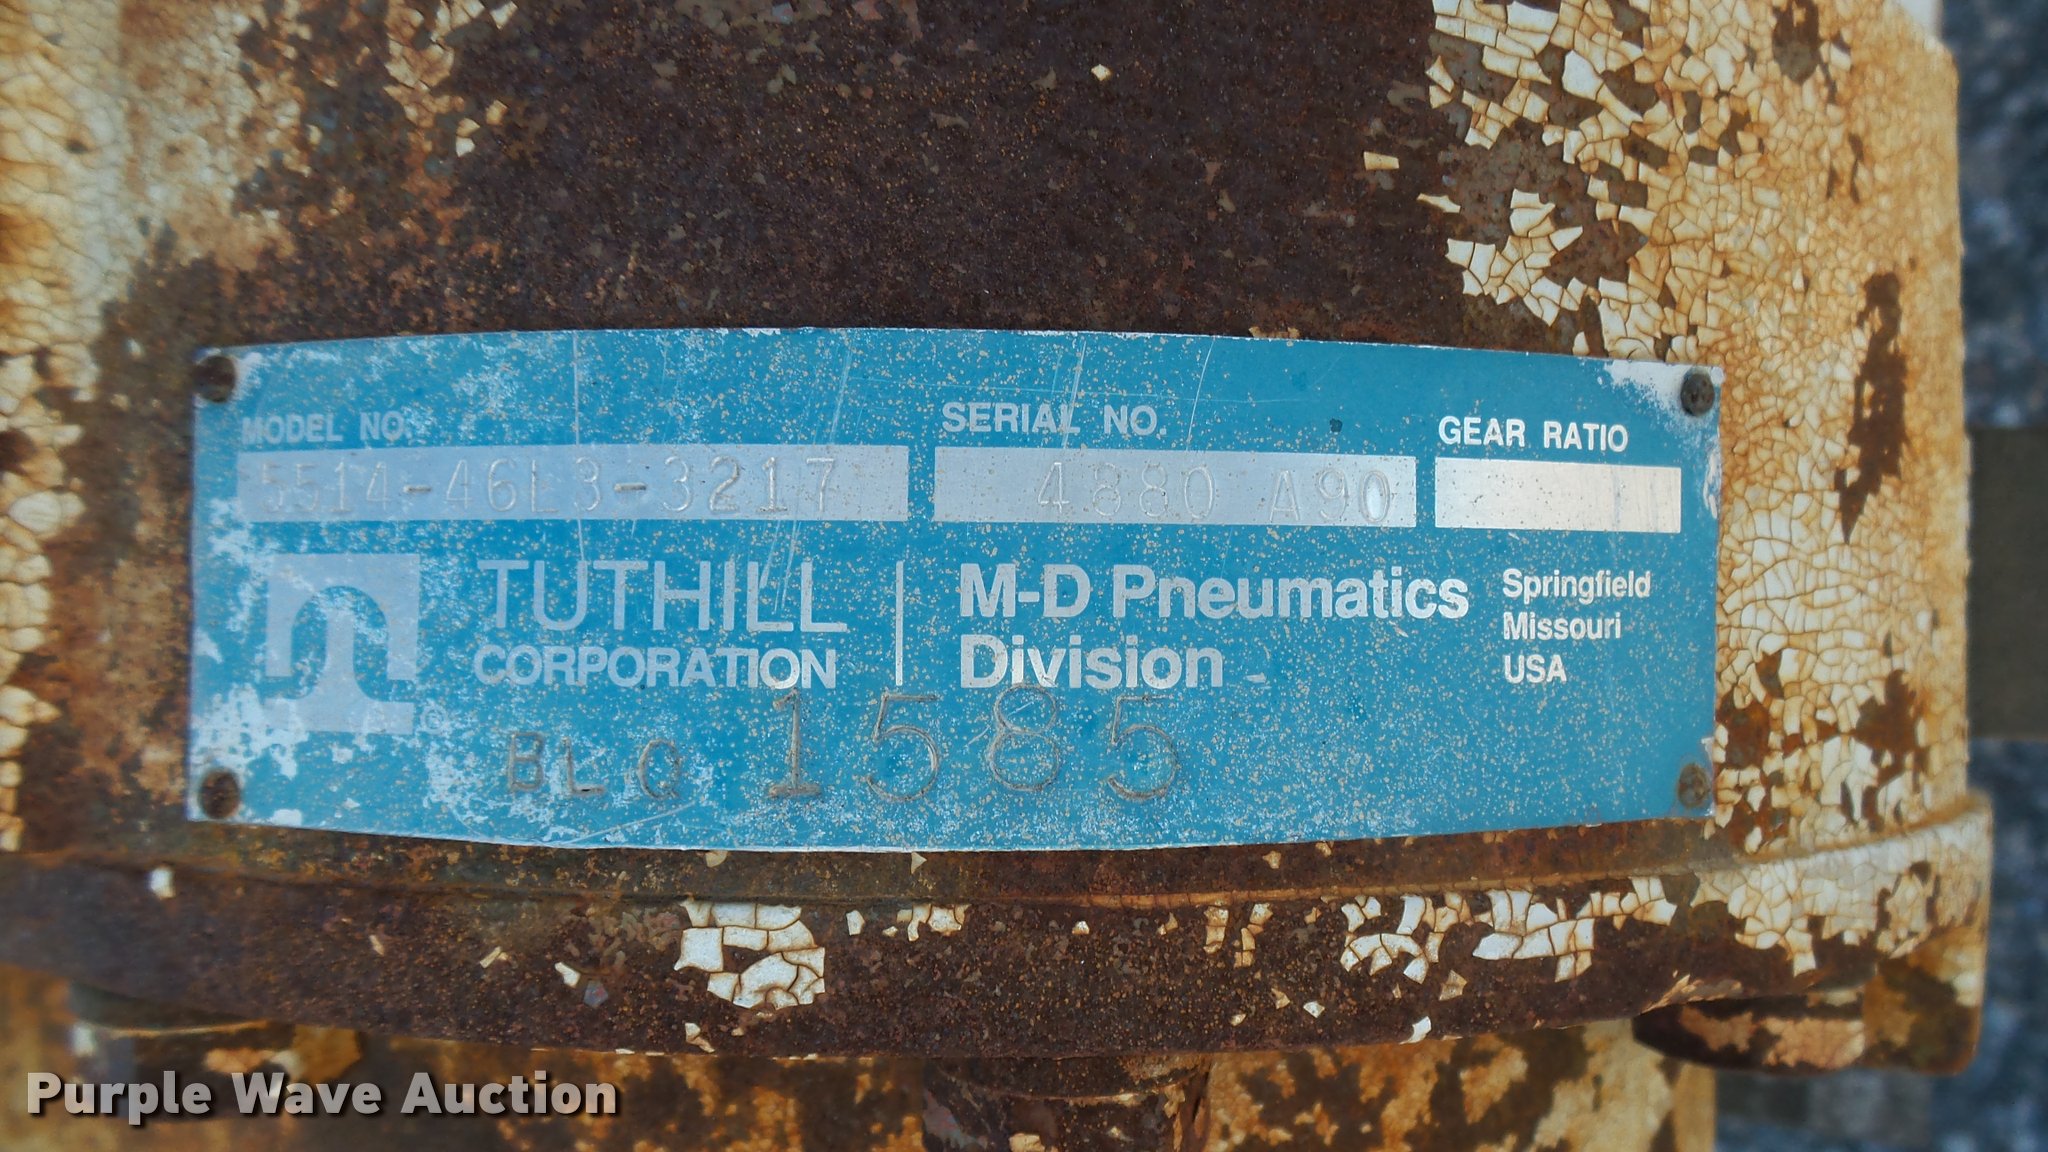 MODEL NO. SERIAL NO. GEAR RATIO
5514-46L3-3217 4880 A90
TUTHILL M-D Pneumatics Springfield
CORPORATION Division Missouri
USA
BLQ 1585
Purple Wave Auction